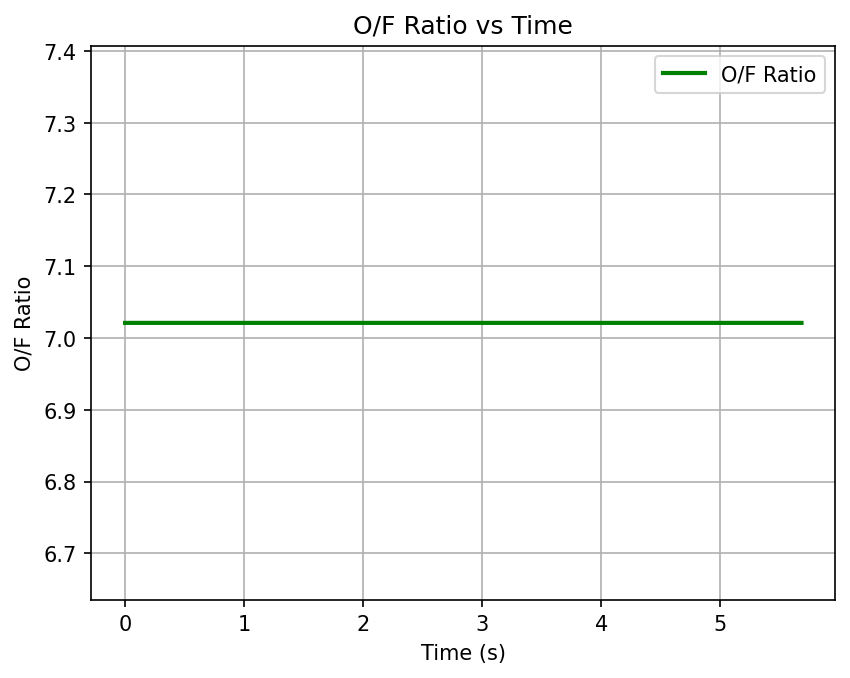 O/F Ratio vs Time
O/F Ratio
7.4
7.3
7.2
7.1
7.0
6.9
6.8
6.7
O/F Ratio
0 1 2 3 4 5
Time (s)